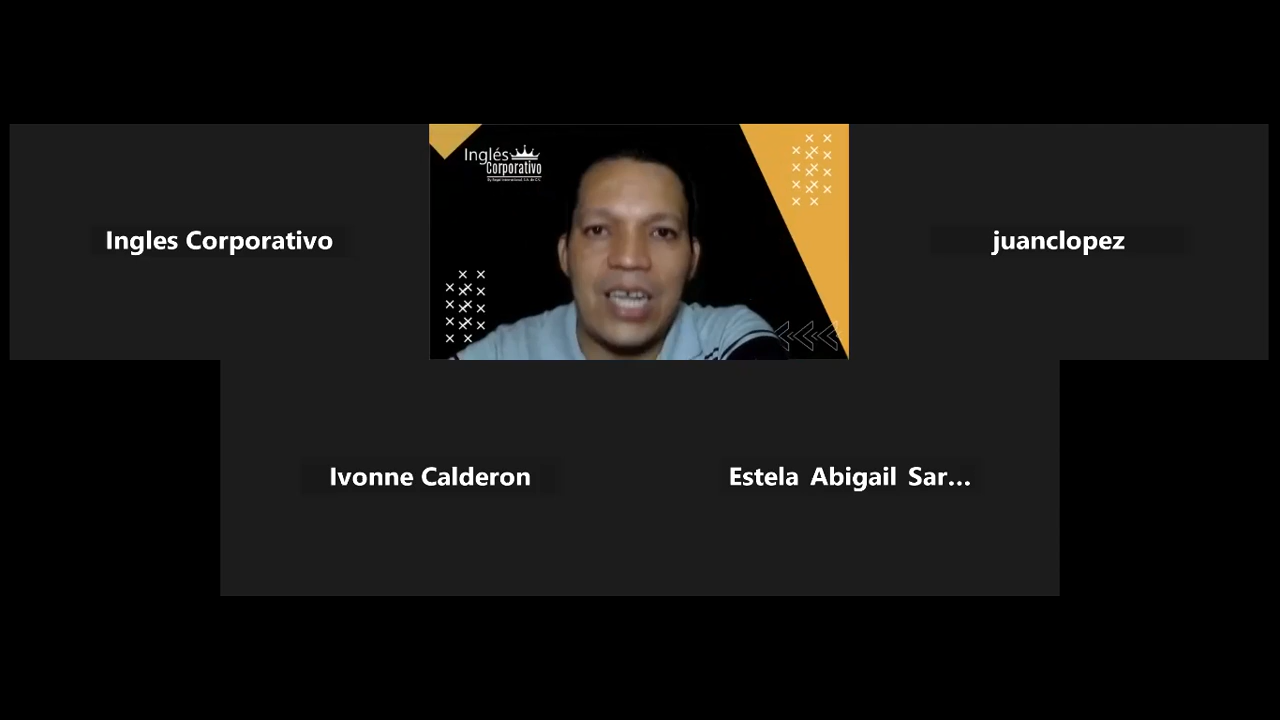 Ingles Corporativo
Inglés
Corporativo
juanclopez
Ivonne Calderon
Estela Abigail Sar...